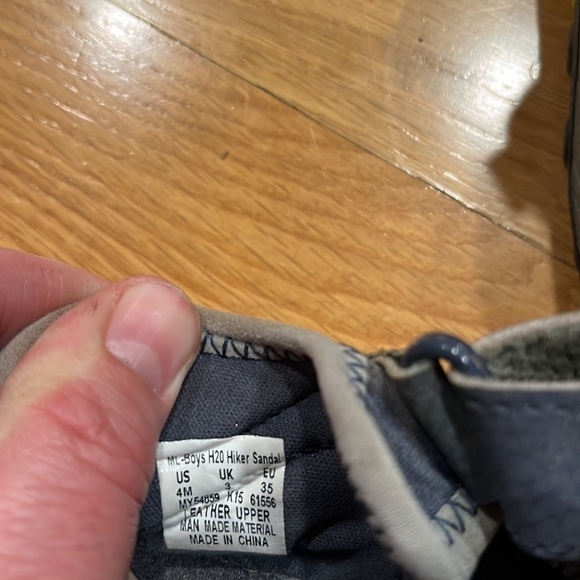 ML-Boys H20 Hiker Sandal
US UK EU
4M 3 35
MY54859 K15 61556
LEATHER UPPER
MAN MADE MATERIAL
MADE IN CHINA